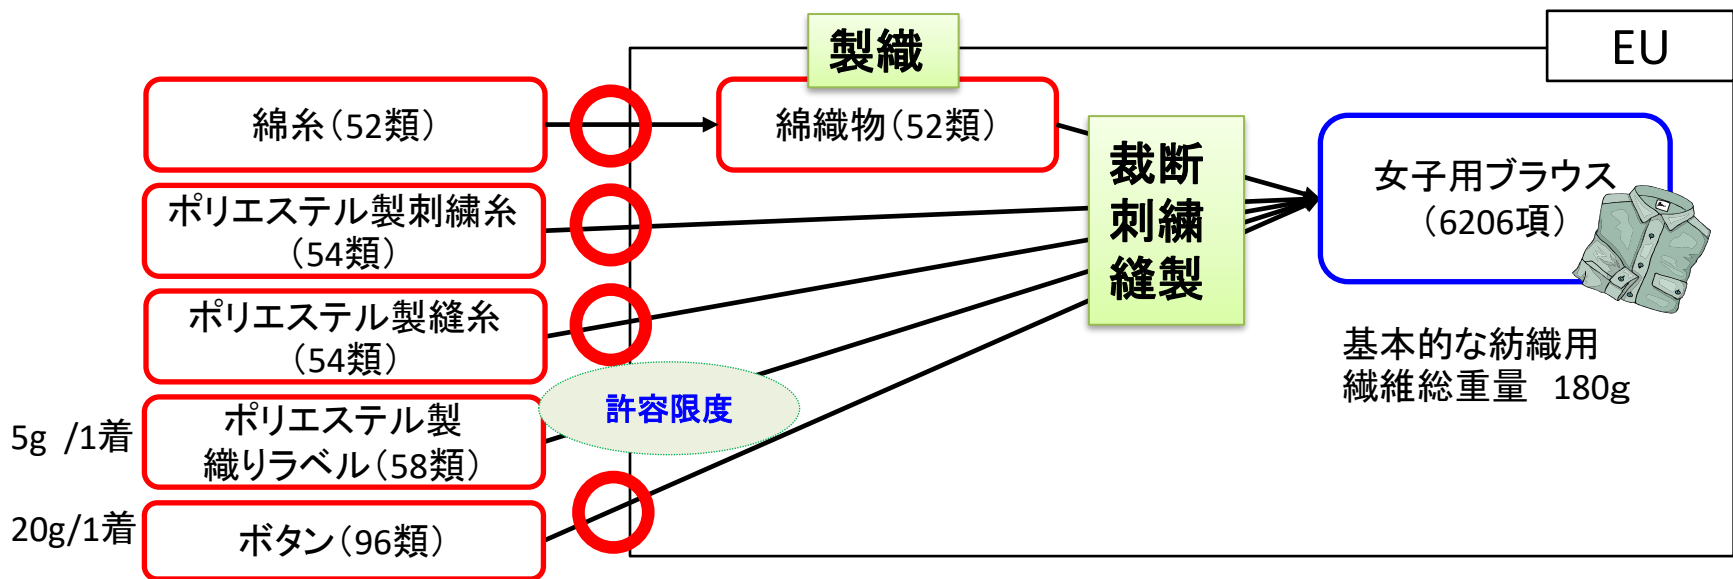 製織
EU
綿糸(52類)
綿織物(52類)
ポリエステル製刺繍糸
(54類)
ポリエステル製縫糸
(54類)
5g /1着
ポリエステル製
織りラベル(58類)
20g/1着
ボタン(96類)
許容限度
裁断
刺繍
縫製
女子用ブラウス
(6206項)
基本的な紡織用
繊維総重量 180g